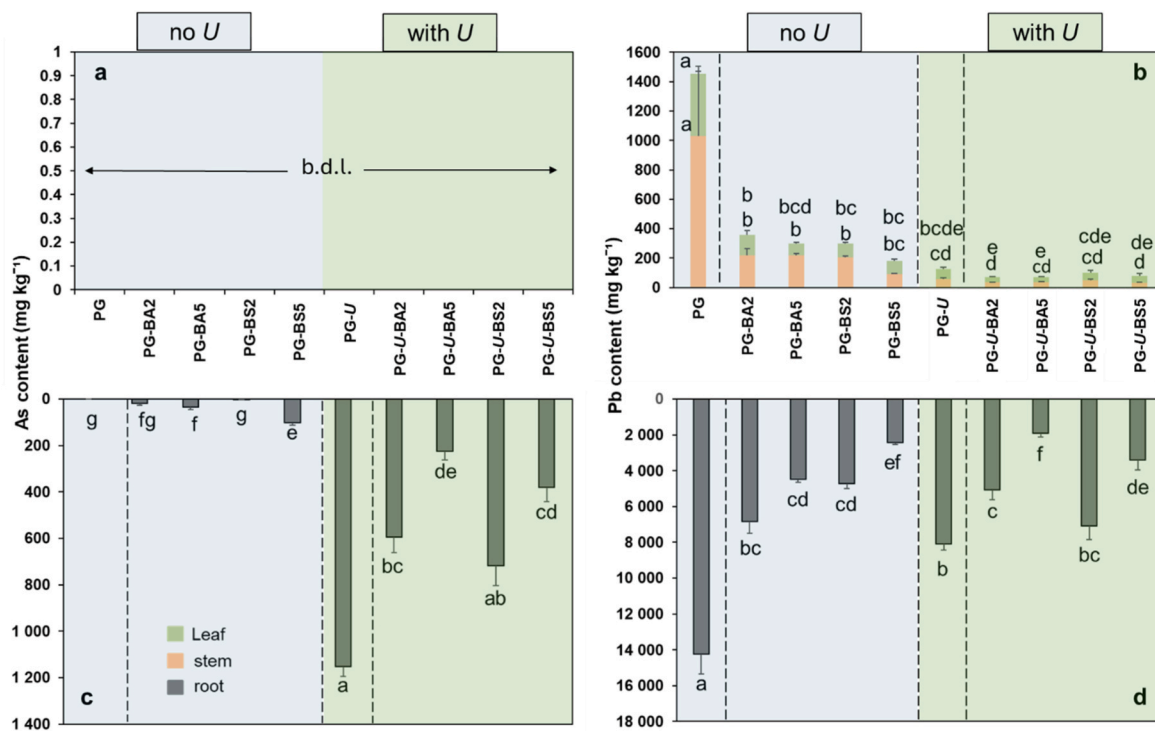 no U
with U
a
As content (mg kg⁻¹)
1
0.9
0.8
0.7
0.6
0.5
0.4
0.3
0.2
0.1
0
b.d.l.
PG
PG-BA2
PG-BA5
PG-BS2
PG-BS5
PG-U
PG-U-BA2
PG-U-BA5
PG-U-BS2
PG-U-BSS5
0
200
400
600
800
1 000
1 200
1 400
g
fg
f
g
e
a
bc
de
ab
cd
Leaf
stem
root
c
no U
with U
b
Pb content (mg kg⁻¹)
1600
1400
1200
1000
800
600
400
200
0
a
a
b
b
bcd
b
bc
b
bc
bc
bcde
cd
e
d
e
cd
cde
cd
de
d
PG
PG-BA2
PG-BA5
PG-BS2
PG-BS5
PG-U
PG-U-BA2
PG-U-BA5
PG-U-BS2
PG-U-BSS5
0
2 000
4 000
6 000
8 000
10 000
12 000
14 000
16 000
18 000
a
bc
cd
cd
ef
b
c
f
bc
de
d